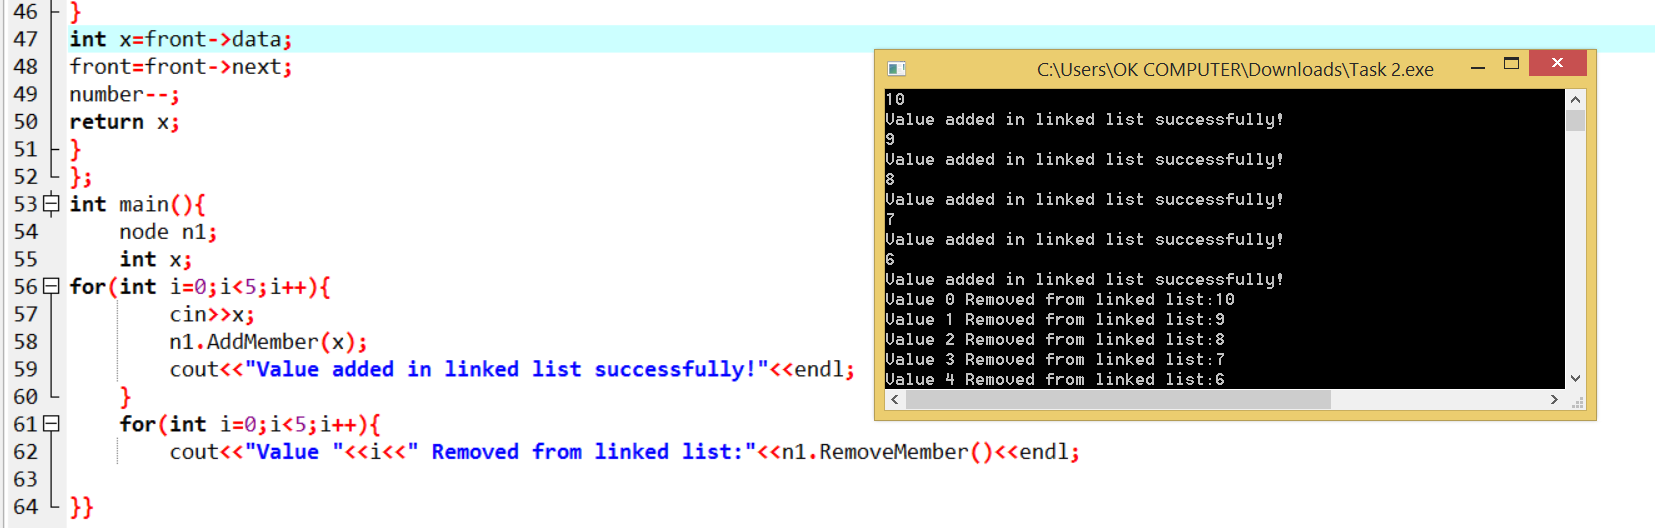 46 }
47 int x=front->data;
48 front=front->next;
49 number--;
50 return x;
51 }
52 };
53 int main(){
54 node n1;
55 int x;
56 for(int i=0;i<5;i++){
57 cin>>x;
58 n1.AddMember(x);
59 cout<<"Value added in linked list successfully!"<<endl;
60 }
61 for(int i=0;i<5;i++){
62 cout<<"Value "<<i<<" Removed from linked list:"<<n1.RemoveMember()<<endl;
63
64 }}
C:\Users\OK COMPUTER\Downloads\Task 2.exe
10
Value added in linked list successfully!
9
Value added in linked list successfully!
8
Value added in linked list successfully!
7
Value added in linked list successfully!
6
Value added in linked list successfully!
Value 0 Removed from linked list:10
Value 1 Removed from linked list:9
Value 2 Removed from linked list:8
Value 3 Removed from linked list:7
Value 4 Removed from linked list:6